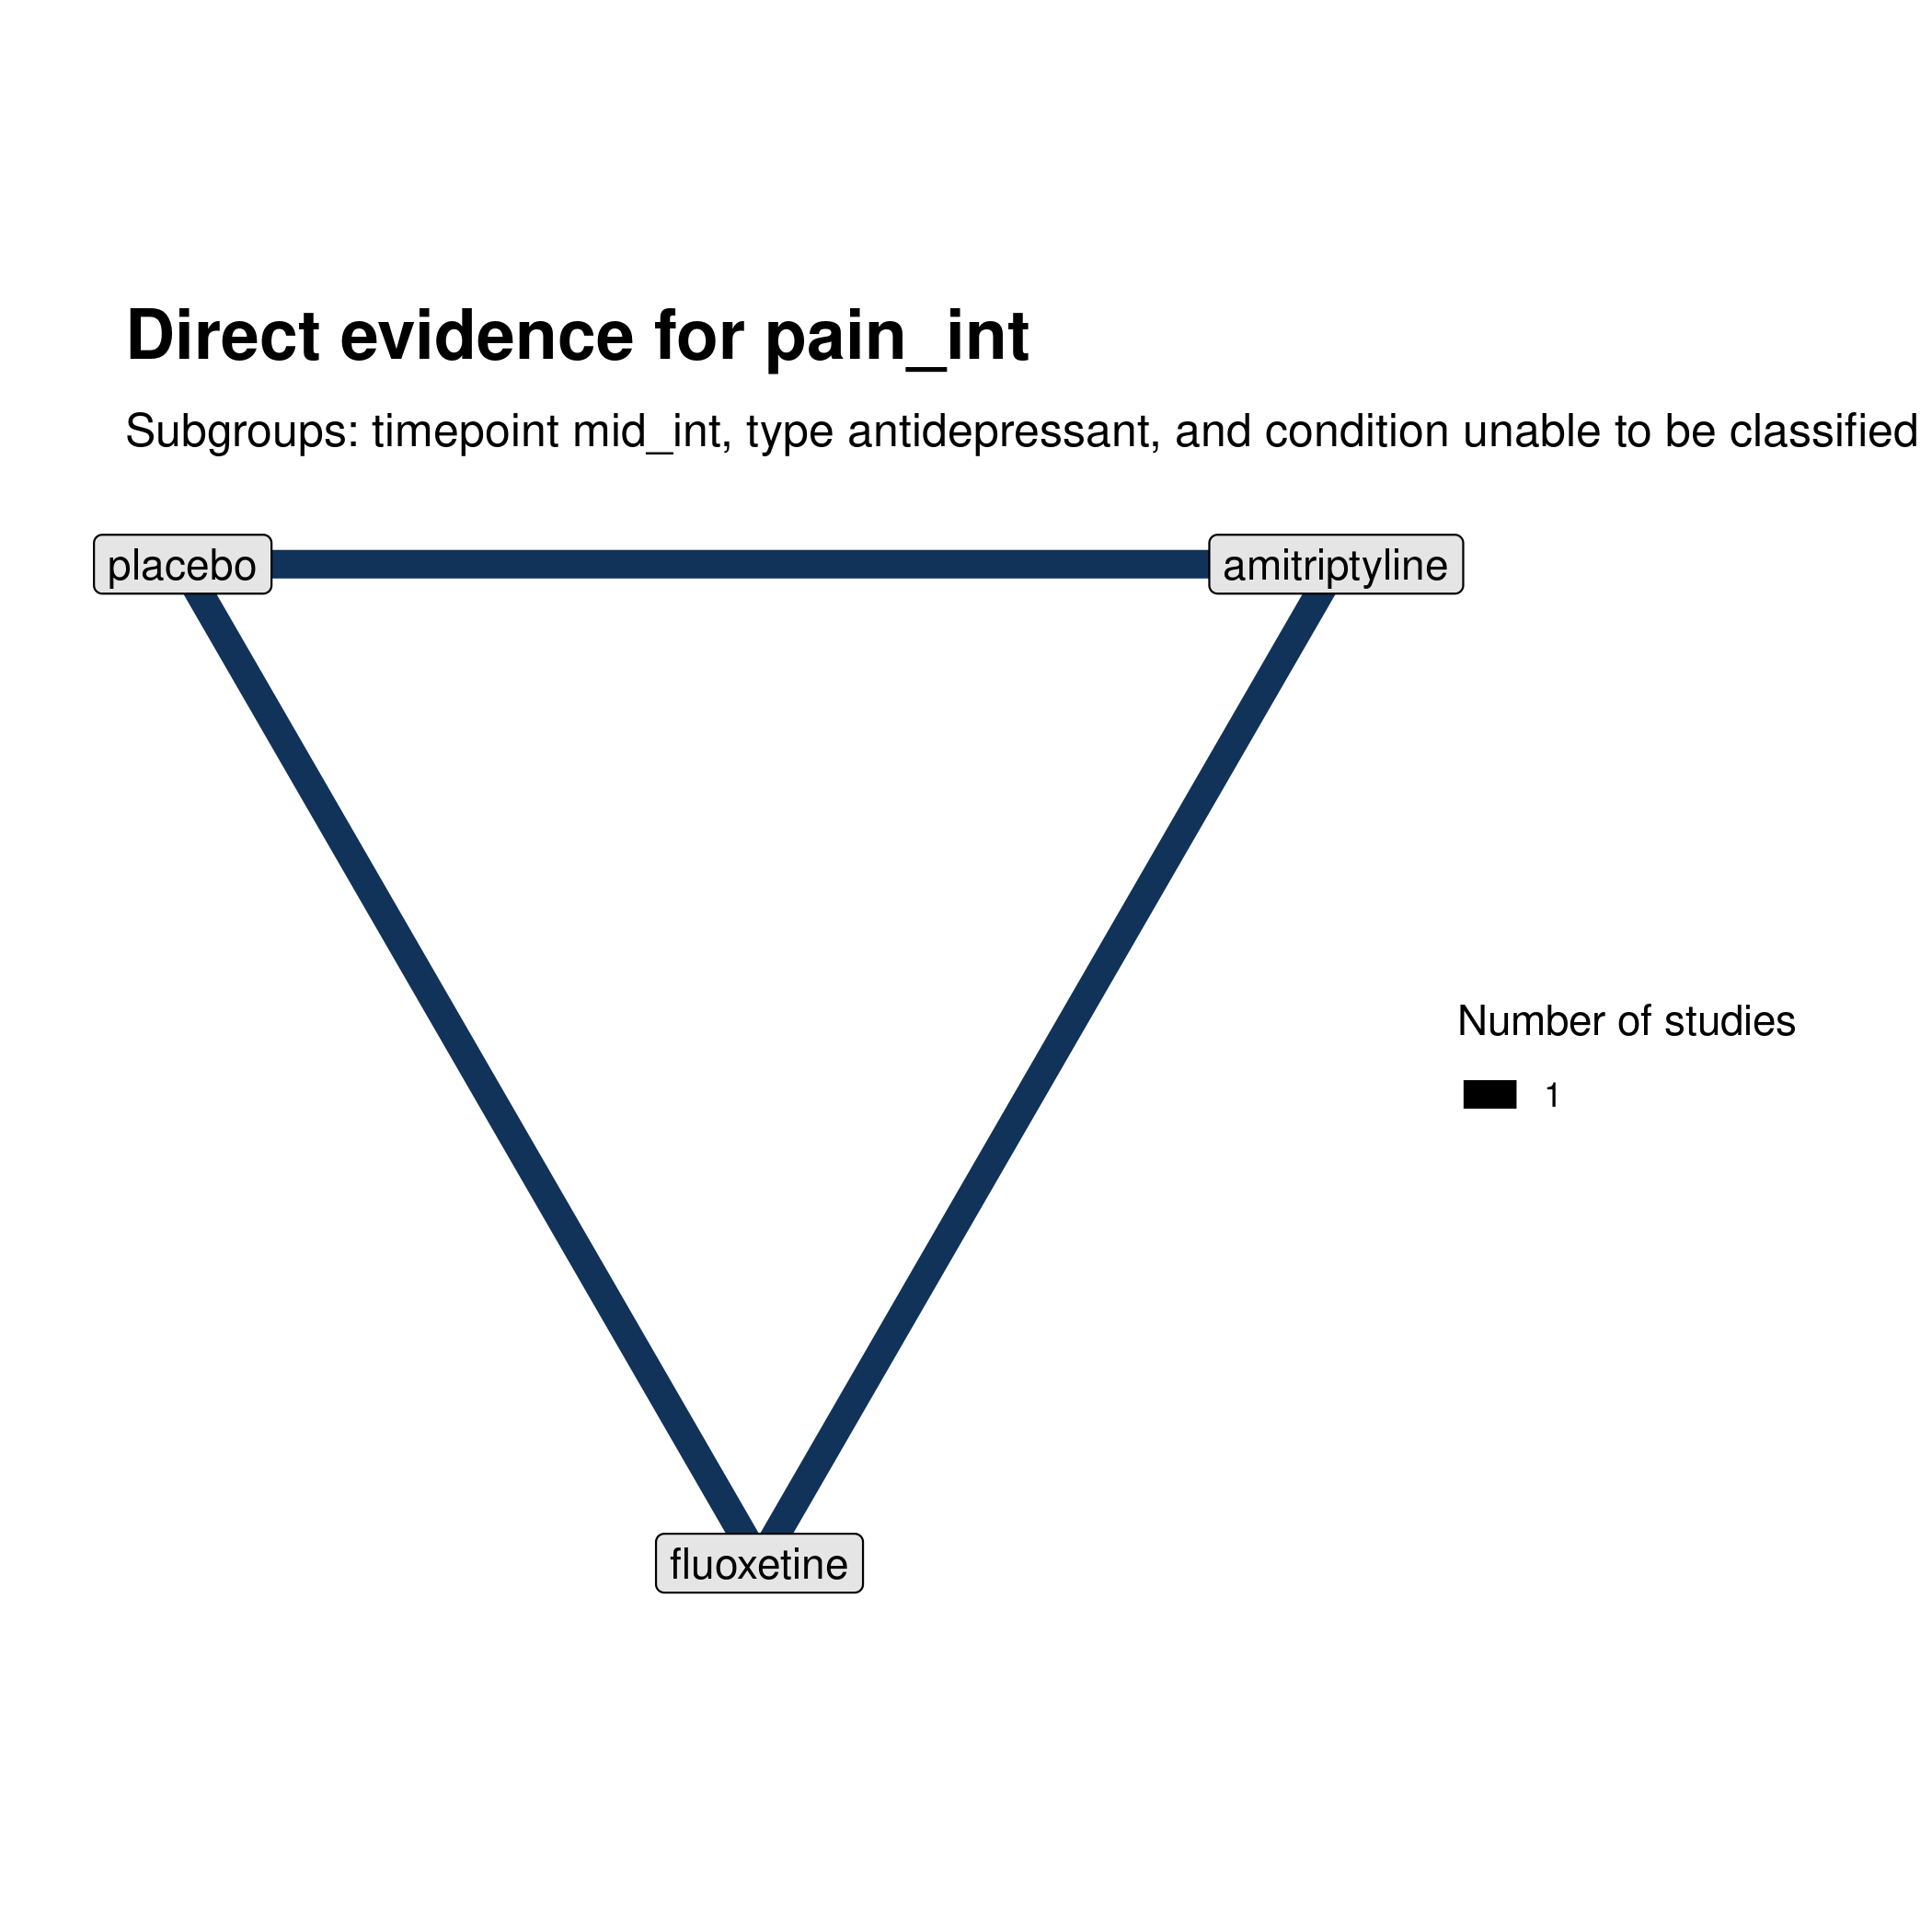 Direct evidence for pain_int
Subgroups: timepoint mid_int, type antidepressant, and condition unable to be classified
placebo
amitriptyline
Number of studies
1
fluoxetine